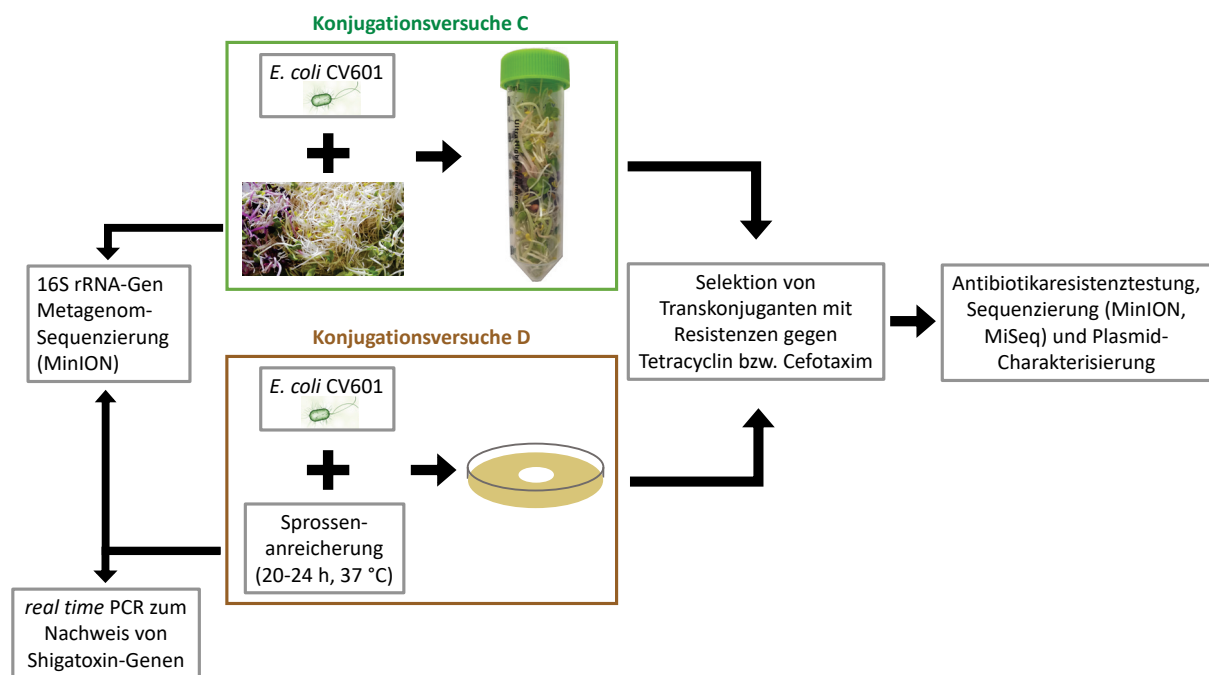 Konjugationsversuche C
E. coli CV601
16S rRNA-Gen
Metagenom-
Sequenzierung
(MinION)
Selektion von
Transkonjuganten mit
Resistenzen gegen
Tetracyclin bzw. Cefotaxim
Antibiotikaresistenztestung,
Sequenzierung (MinION,
MiSeq) und Plasmid-
Charakterisierung
Konjugationsversuche D
E. coli CV601
Sprossen-
anreicherung
(20-24 h, 37 °C)
real time PCR zum
Nachweis von
Shigatoxin-Genen